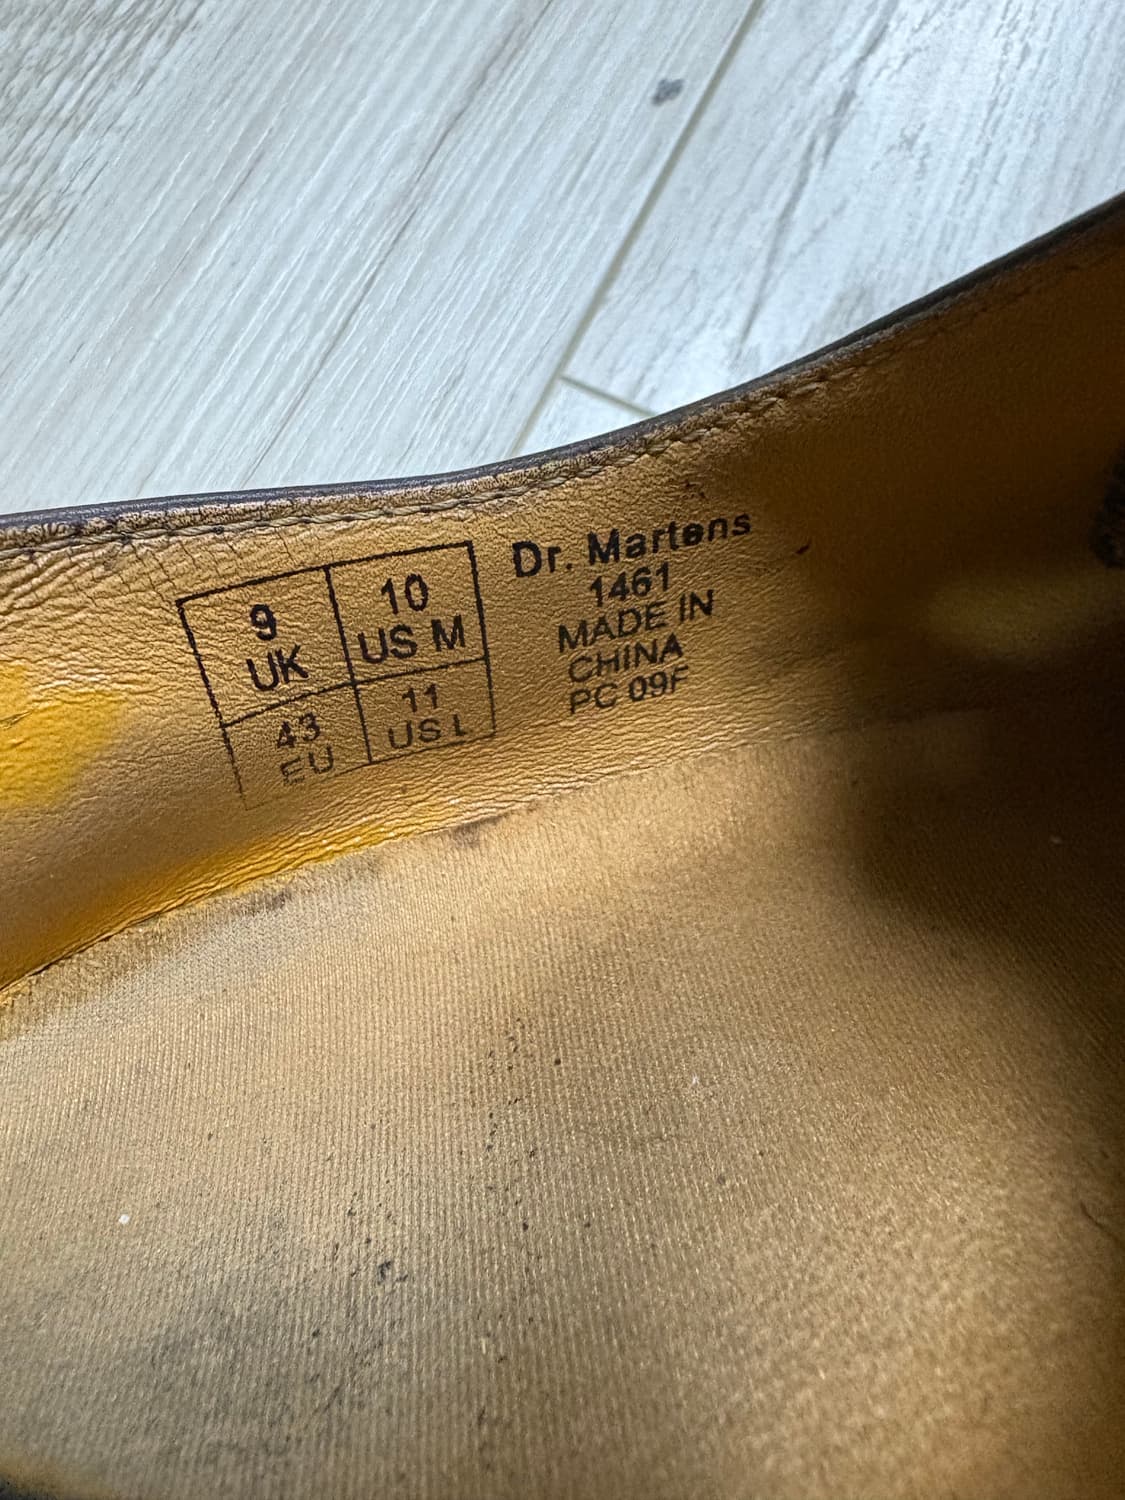 9
UK
10
US M
43
EU
11
US L
Dr. Martens
1461
MADE IN
CHINA
PC 09F